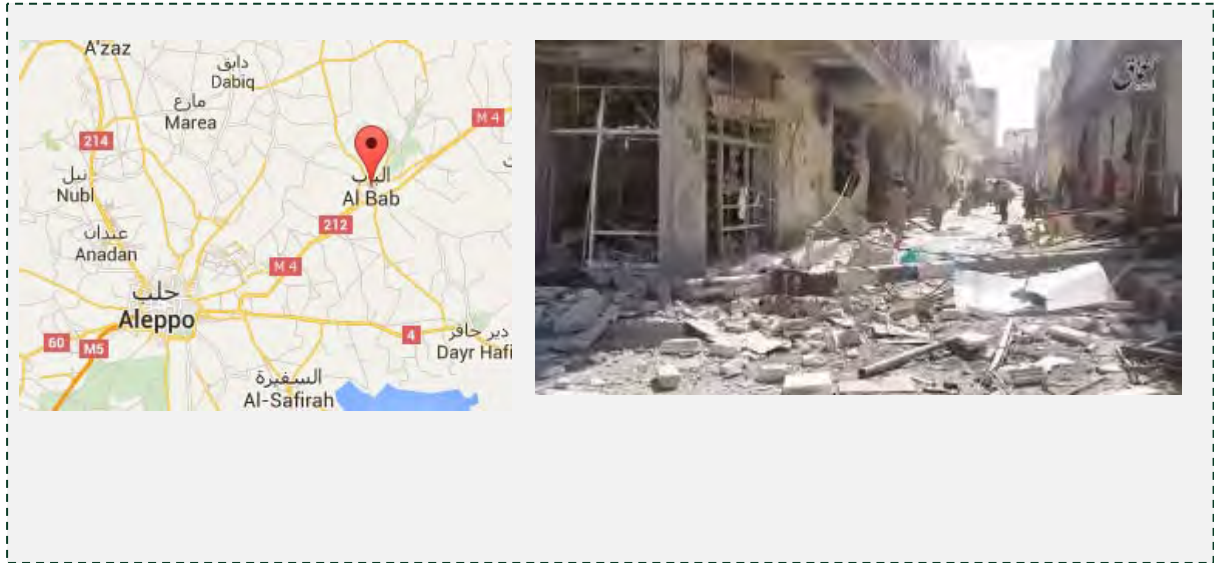 A'zaz
دابق
Dabiq
مارع
Marea
M 4
214
الباب
Al Bab
نبل
Nubl
212
عندان
Anadan
M 4
حلب
Aleppo
4
دير حافر
Dayr Hafi
60
M5
السفيرة
Al-Safirah
أعماق